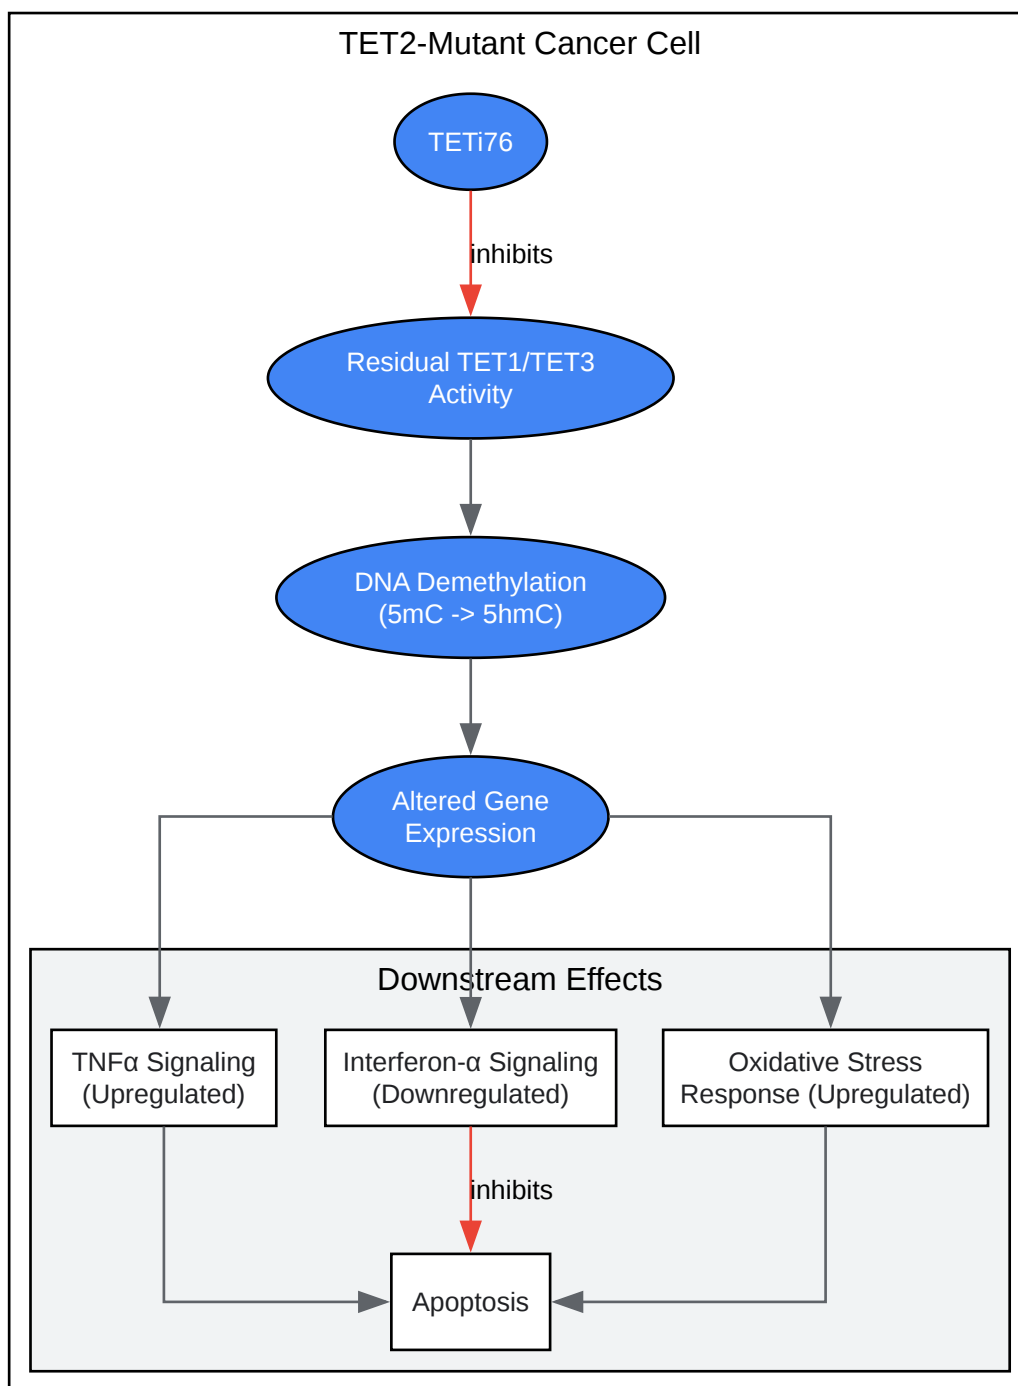 TET2-Mutant Cancer Cell
TETi76
inhibits
Residual TET1/TET3
Activity
DNA Demethylation
(5mC -> 5hmC)
Altered Gene
Expression
Downstream Effects
TNFα Signaling
(Upregulated)
Interferon-α Signaling
(Downregulated)
Oxidative Stress
Response (Upregulated)
inhibits
Apoptosis